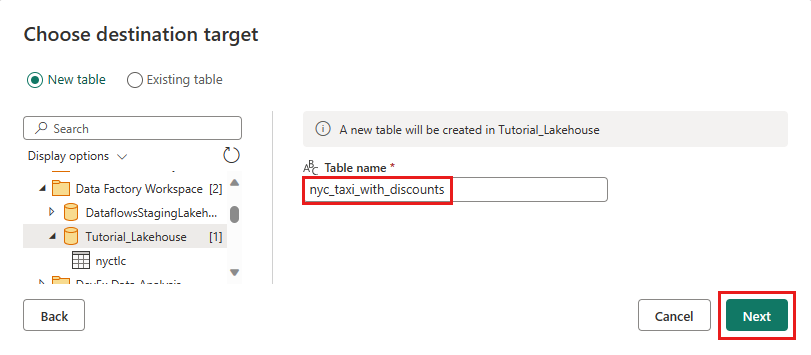 Choose destination target
New table
Existing table
Search
Display options
Data Factory Workspace [2]
DataflowsStagingLakeh...
Tutorial_Lakehouse [1]
nyctlc
A new table will be created in Tutorial_Lakehouse
ABC Table name *
nyc_taxi_with_discounts
Back
Cancel
Next